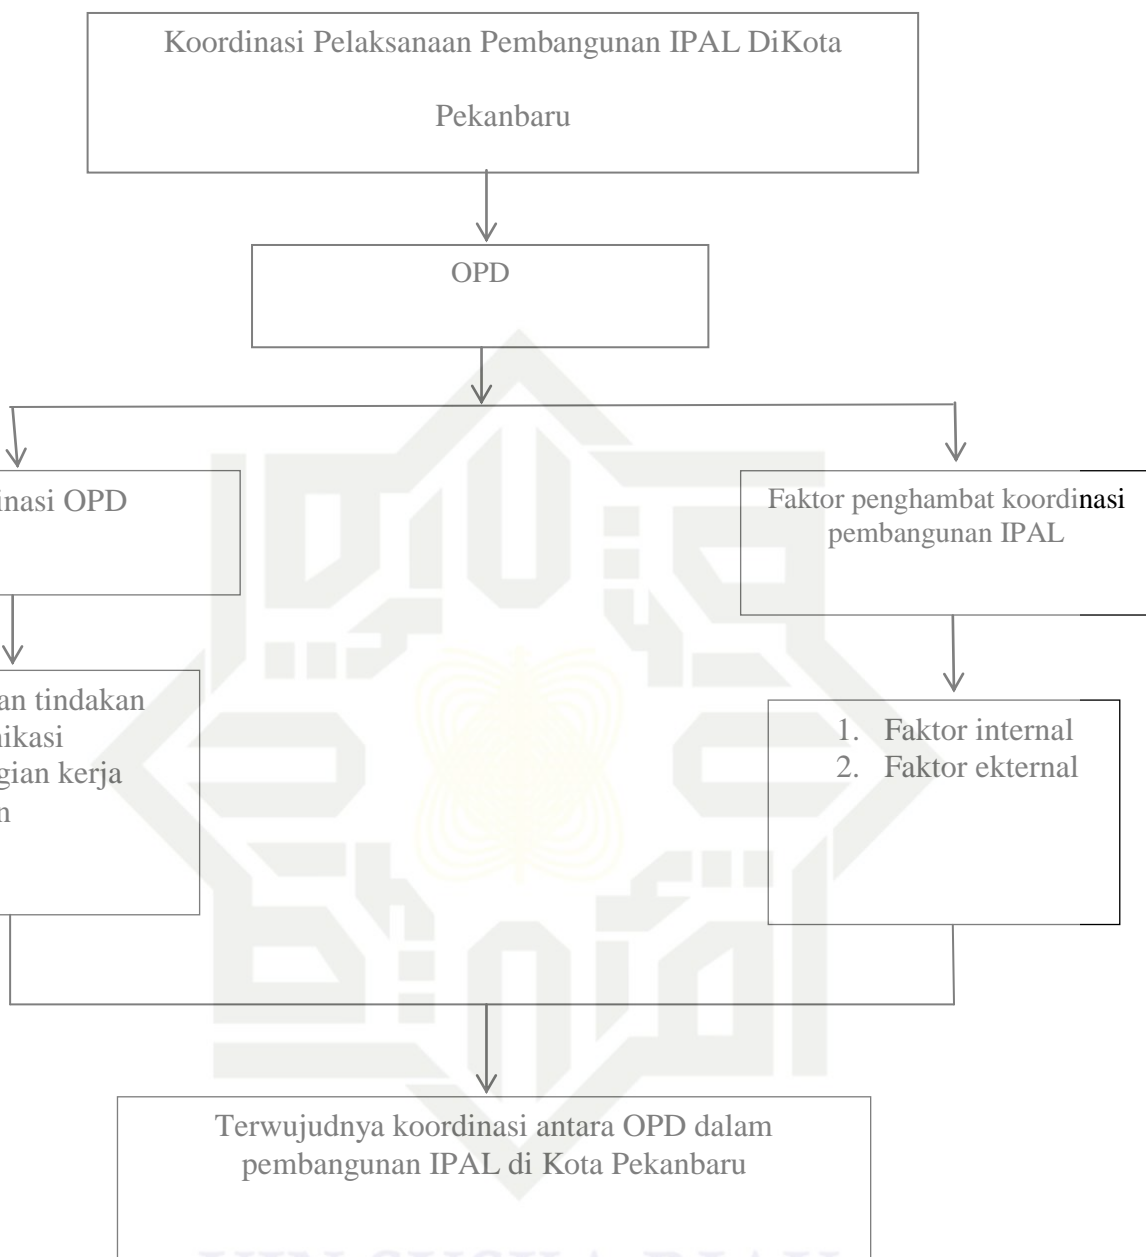 Koordinasi Pelaksanaan Pembangunan IPAL DiKota
Pekanbaru
OPD
inasi OPD
Faktor penghambat koordinasi
pembangunan IPAL
an tindakan
nikasi
gian kerja
n
1. Faktor internal
2. Faktor ekternal
Terwujudnya koordinasi antara OPD dalam
pembangunan IPAL di Kota Pekanbaru